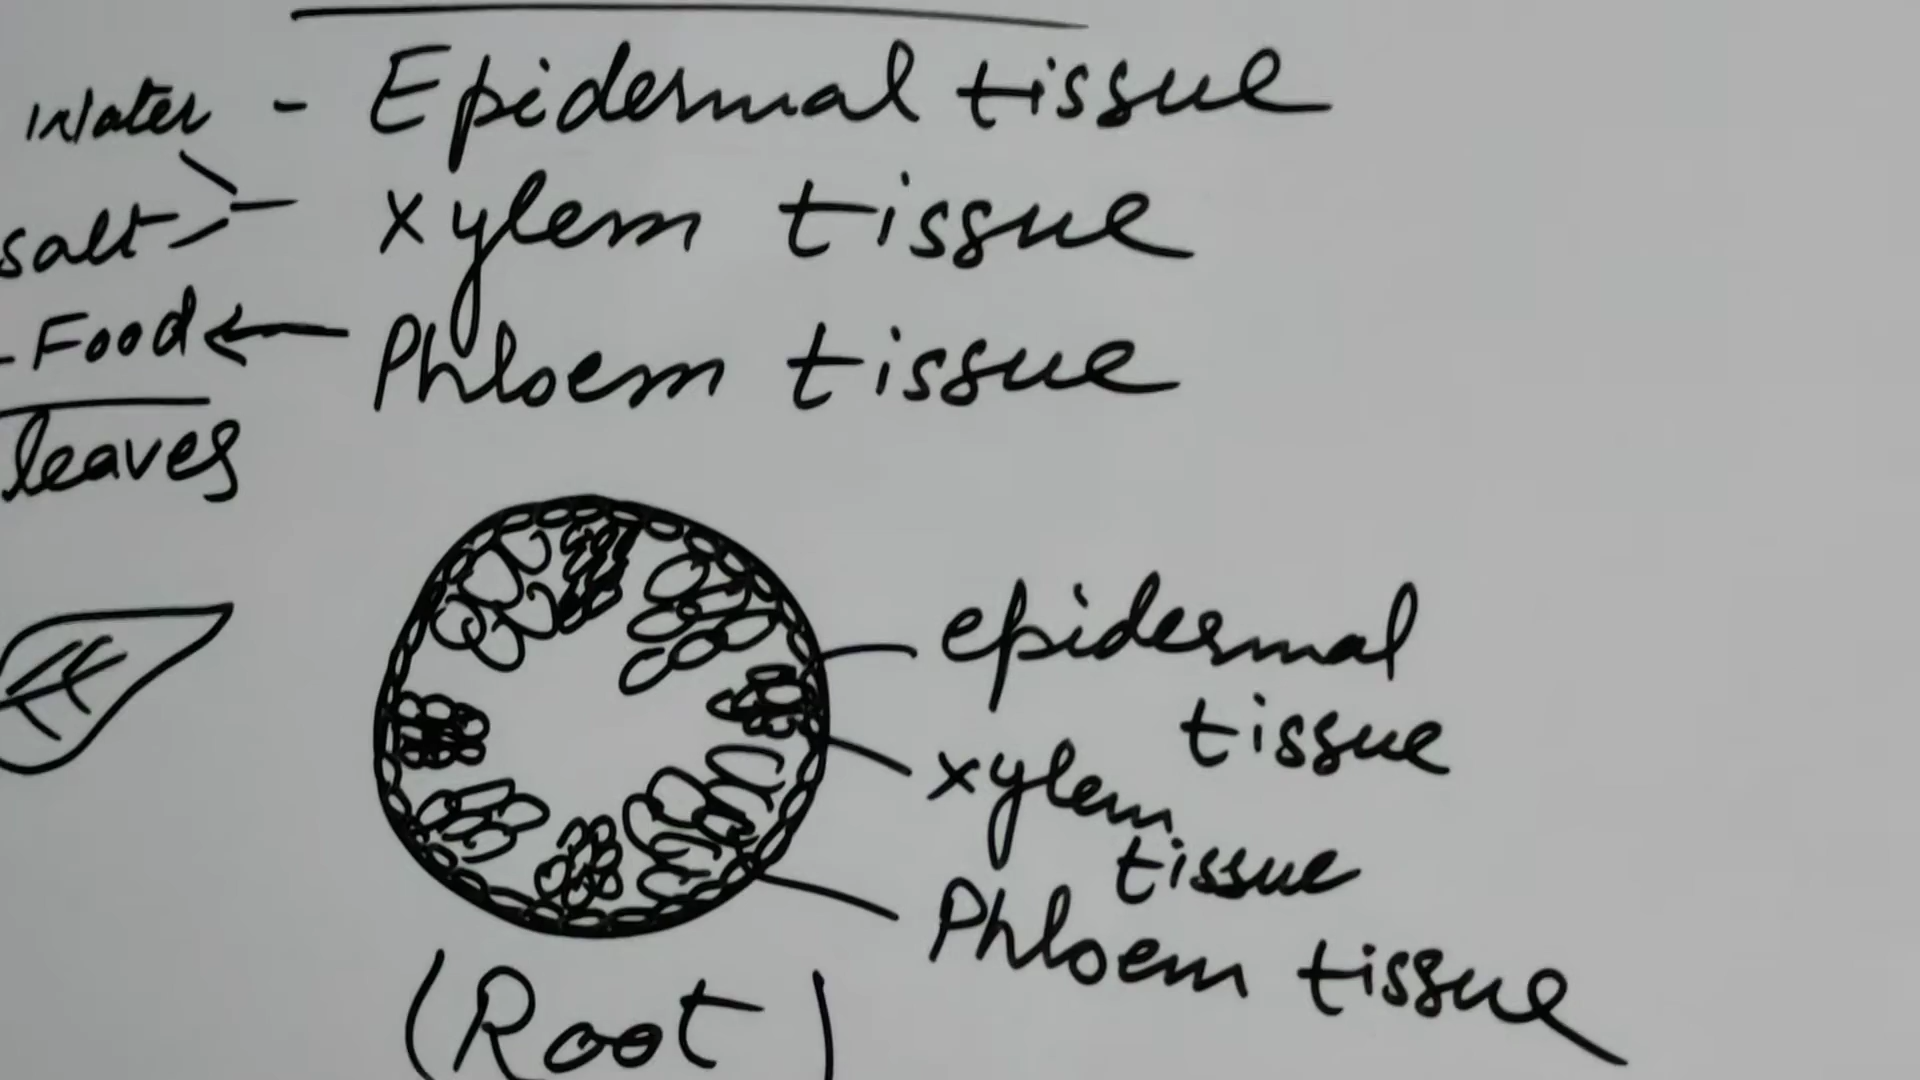 Water - Epidermal tissue
salt - xylem tissue
- Food ← Phloem tissue
leaves
epidermal
tissue
xylem
tissue
Phloem tissue
(Root)